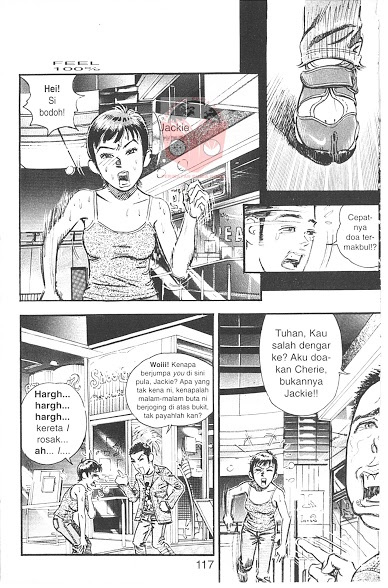 FEEL
100%
Hei!
Si
bodoh!
Jackie
Cepat-
nya
doa ter-
makbul!?
Hargh...
hargh...
hargh...
kereta I
rosak...
ah... I....
Woiii! Kenapa
berjumpa you di sini
pula, Jackie? Apa yang
tak kena ni, kenapalah
malam-malam buta ni
berjoging di atas bukit,
tak payahlah kan?
Tuhan, Kau
salah dengar
ke? Aku doa-
kan Cherie,
bukannya
Jackie!!
117